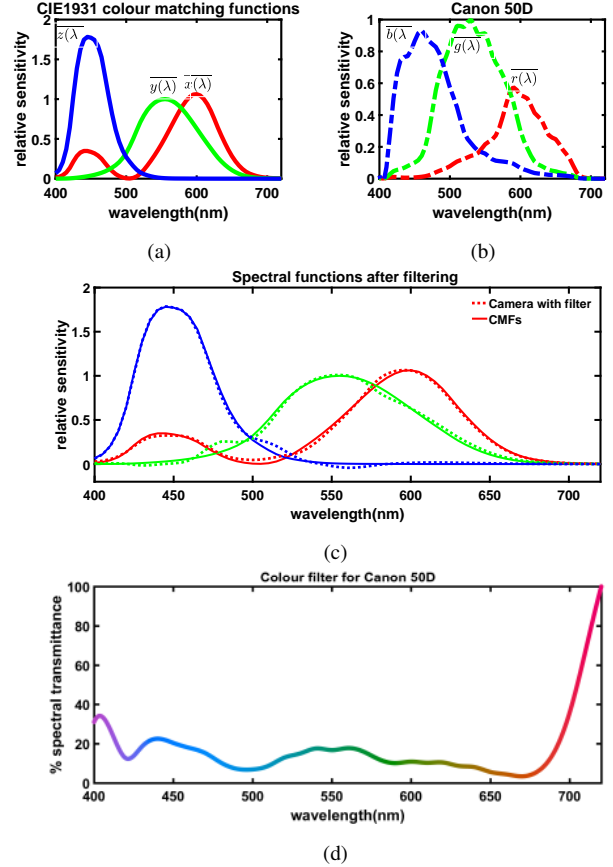 CIE1931 colour matching functions
Canon 50D
relative sensitivity
2
1.5
1
0.5
0
z(λ
y(λ)
x(λ)
400 500 600 700
wavelength(nm)
relative sensitivity
1
0.8
0.6
0.4
0.2
0
b(λ
g(λ)
r(λ)
400 500 600 700
wavelength(nm)
(a)
(b)
Spectral functions after filtering
relative sensitivity
2
1.5
1
0.5
0
Camera with filter
CMFs
400 450 500 550 600 650 700
wavelength(nm)
(c)
Colour filter for Canon 50D
% spectral transmittance
100
80
60
40
20
0
400 450 500 550 600 650 700
wavelength(nm)
(d)